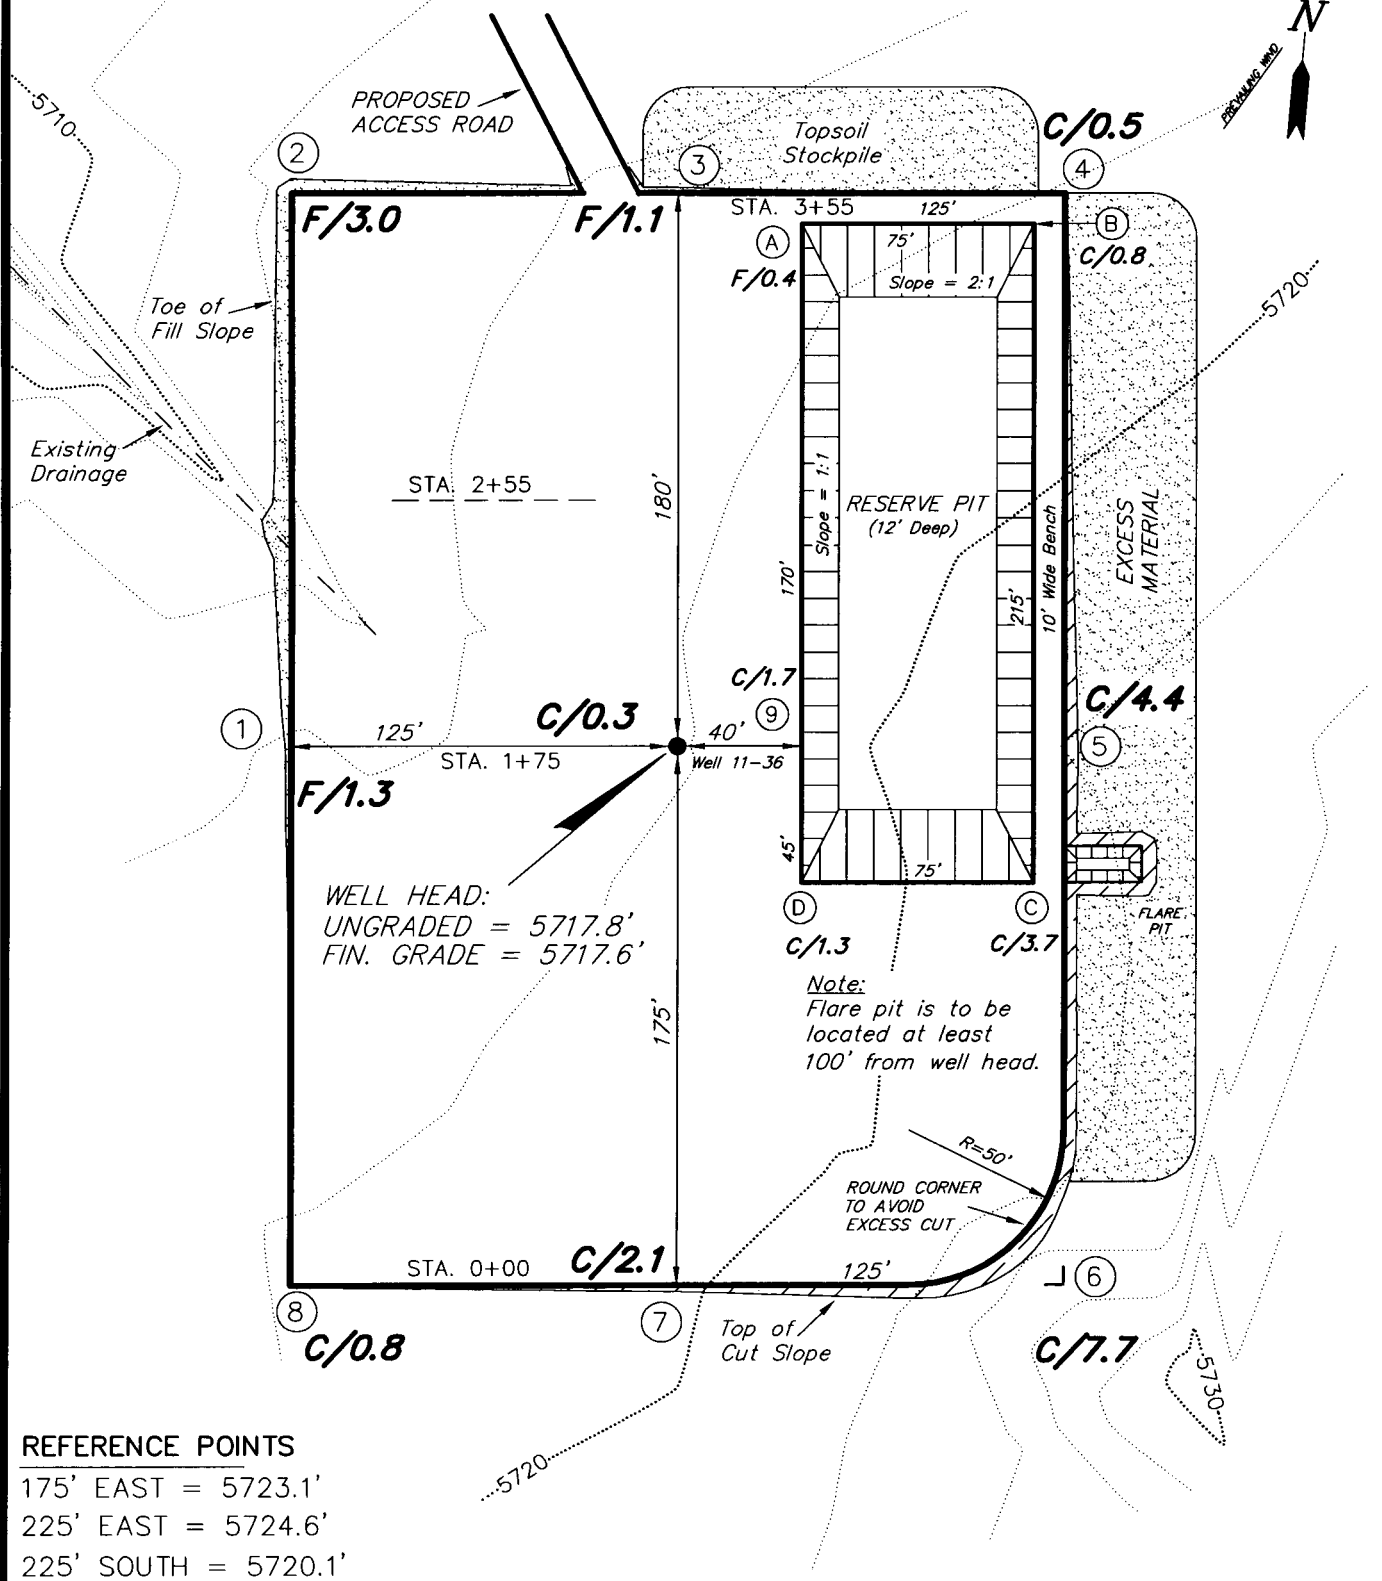 N
PREVAILING WIND
5710
PROPOSED
ACCESS ROAD
Topsoil
Stockpile
C/0.5
2
3
4
F/3.0
F/1.1
STA. 3+55
125'
A
75'
B
C/0.8
F/0.4
Slope = 2:1
5720
Toe of
Fill Slope
Existing
Drainage
STA. 2+55
180'
Slope = 1:1
RESERVE PIT
(12' Deep)
10' Wide Bench
EXCESS
MATERIAL
170'
215'
C/1.7
C/4.4
1
125'
C/0.3
9
40'
5
STA. 1+75
Well 11-36
F/1.3
45'
75'
WELL HEAD:
UNGRADED = 5717.8'
FIN. GRADE = 5717.6'
D
C
FLARE
PIT
C/1.3
C/3.7
175'
Note:
Flare pit is to be
located at least
100' from well head.
R=50'
ROUND CORNER
TO AVOID
EXCESS CUT
STA. 0+00
C/2.1
125'
6
8
7
C/0.8
Top of
Cut Slope
C/7.7
5730
5720
REFERENCE POINTS
175' EAST = 5723.1'
225' EAST = 5724.6'
225' SOUTH = 5720.1'